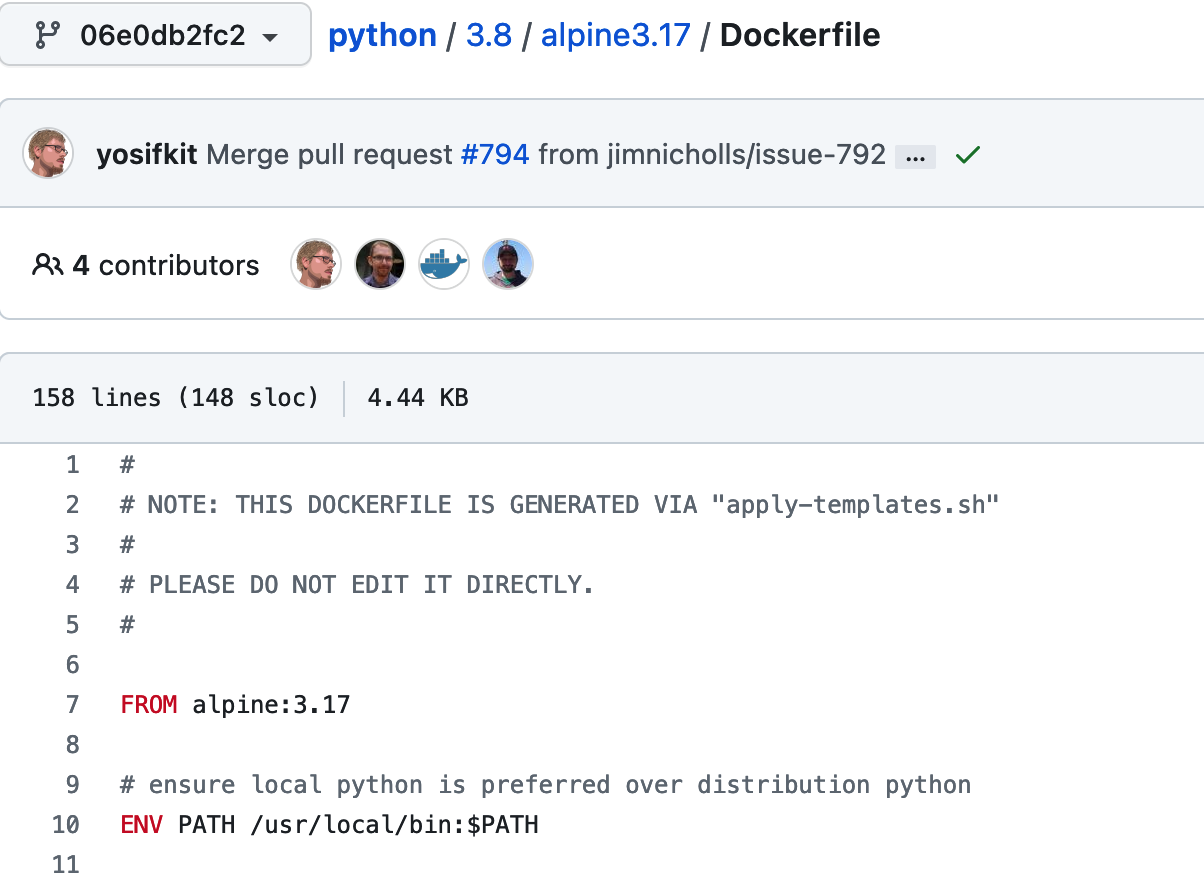 06e0db2fc2 python / 3.8 / alpine3.17 / Dockerfile
yosifkit Merge pull request #794 from jimnicholls/issue-792 ...
4 contributors
158 lines (148 sloc) 4.44 KB
1 #
2 # NOTE: THIS DOCKERFILE IS GENERATED VIA "apply-templates.sh"
3 #
4 # PLEASE DO NOT EDIT IT DIRECTLY.
5 #
6
7 FROM alpine:3.17
8
9 # ensure local python is preferred over distribution python
10 ENV PATH /usr/local/bin:$PATH
11